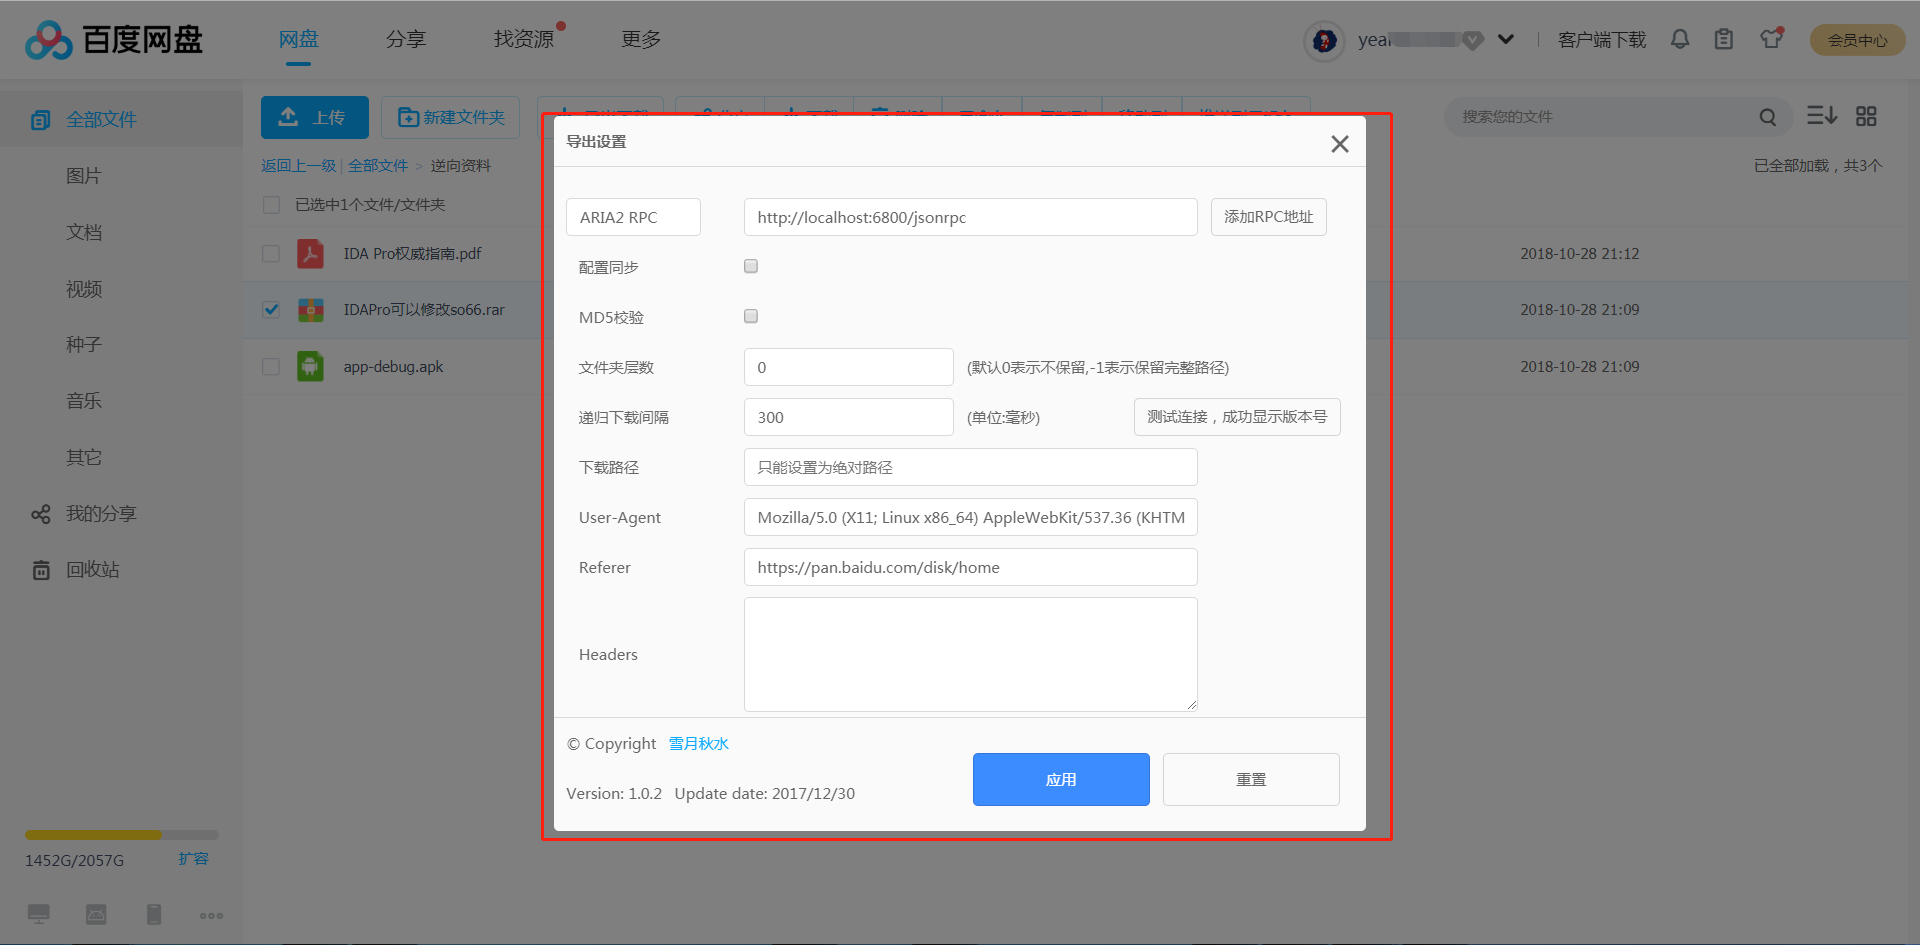 百度网盘
网盘
分享
找资源
更多
yea
客户端下载
会员中心
全部文件
图片
文档
视频
种子
音乐
其它
我的分享
回收站
1452G/2057G
扩容
上传
新建文件夹
搜索您的文件
返回上一级 | 全部文件 > 逆向资料
已全部加载，共3个
已选中1个文件/文件夹
IDA Pro权威指南.pdf
2018-10-28 21:12
IDAPro可以修改so66.rar
2018-10-28 21:09
app-debug.apk
2018-10-28 21:09
导出设置
ARIA2 RPC
http://localhost:6800/jsonrpc
添加RPC地址
配置同步
MD5校验
文件夹层数
0
(默认0表示不保留,-1表示保留完整路径)
递归下载间隔
300
(单位:毫秒)
测试连接，成功显示版本号
下载路径
只能设置为绝对路径
User-Agent
Mozilla/5.0 (X11; Linux x86_64) AppleWebKit/537.36 (KHTM
Referer
https://pan.baidu.com/disk/home
Headers
© Copyright 雪月秋水
Version: 1.0.2 Update date: 2017/12/30
应用
重置